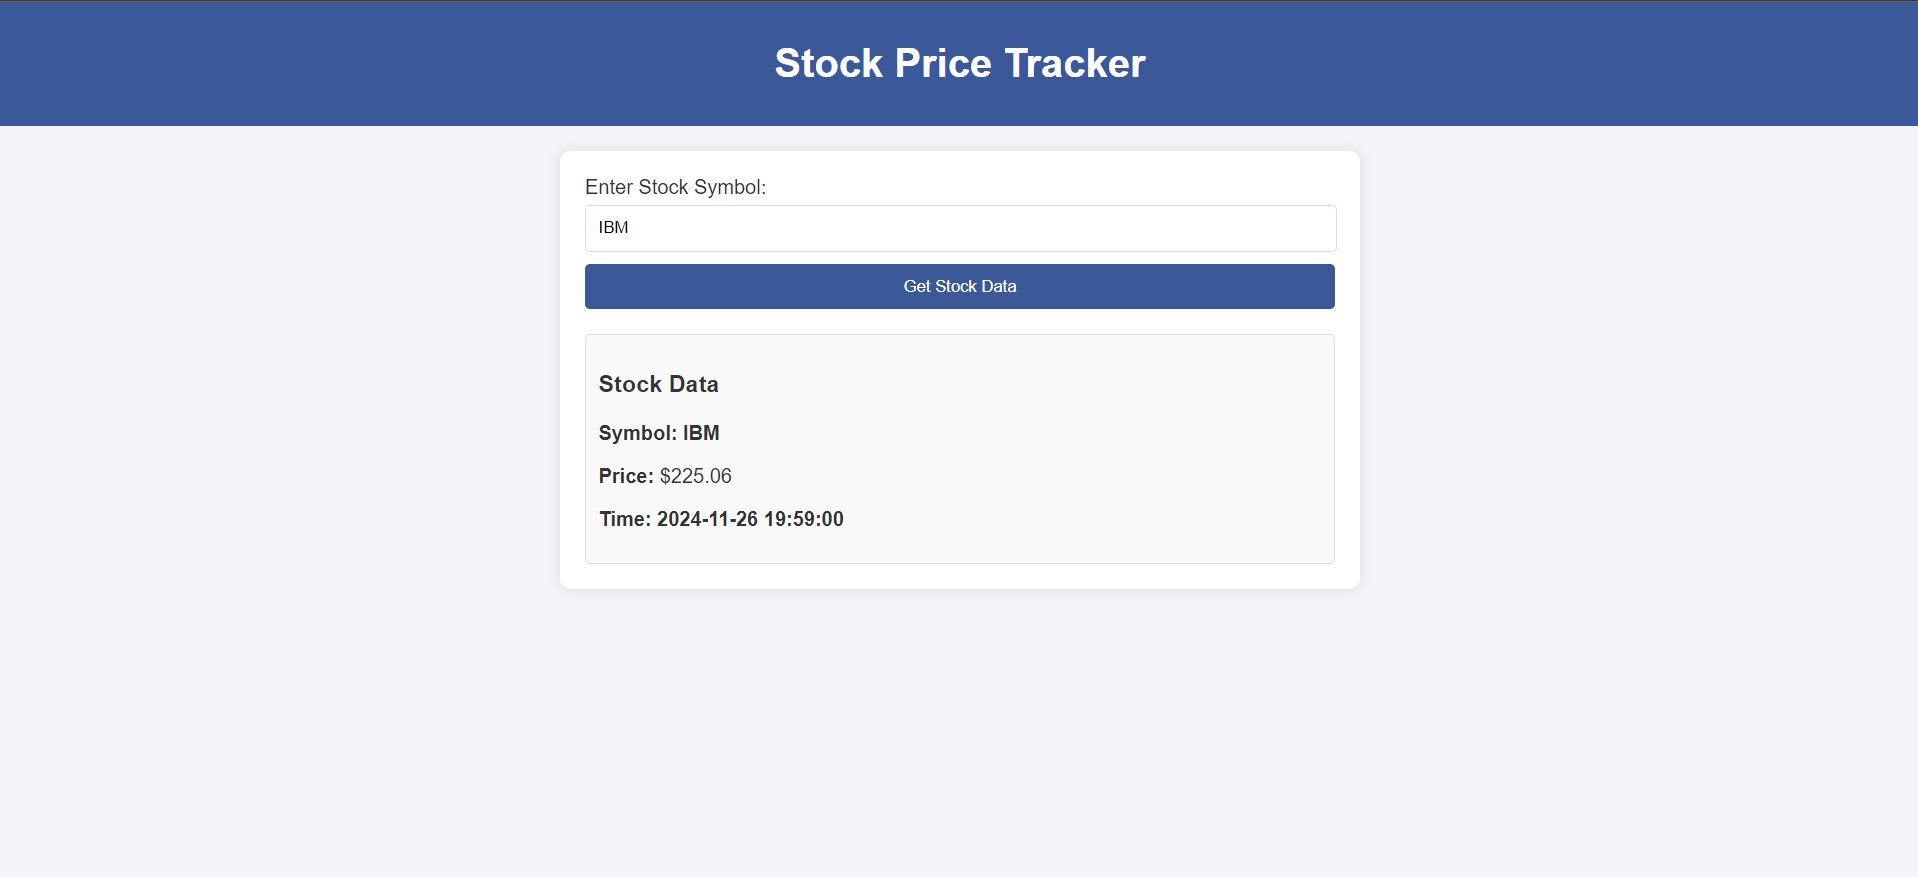 Stock Price Tracker
Enter Stock Symbol:
IBM
Get Stock Data
Stock Data
Symbol: IBM
Price: $225.06
Time: 2024-11-26 19:59:00